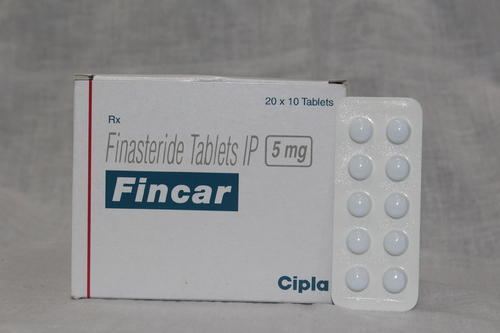 20 x 10 Tablets
Rx
Finasteride Tablets IP 5 mg
Fincar
Cipla